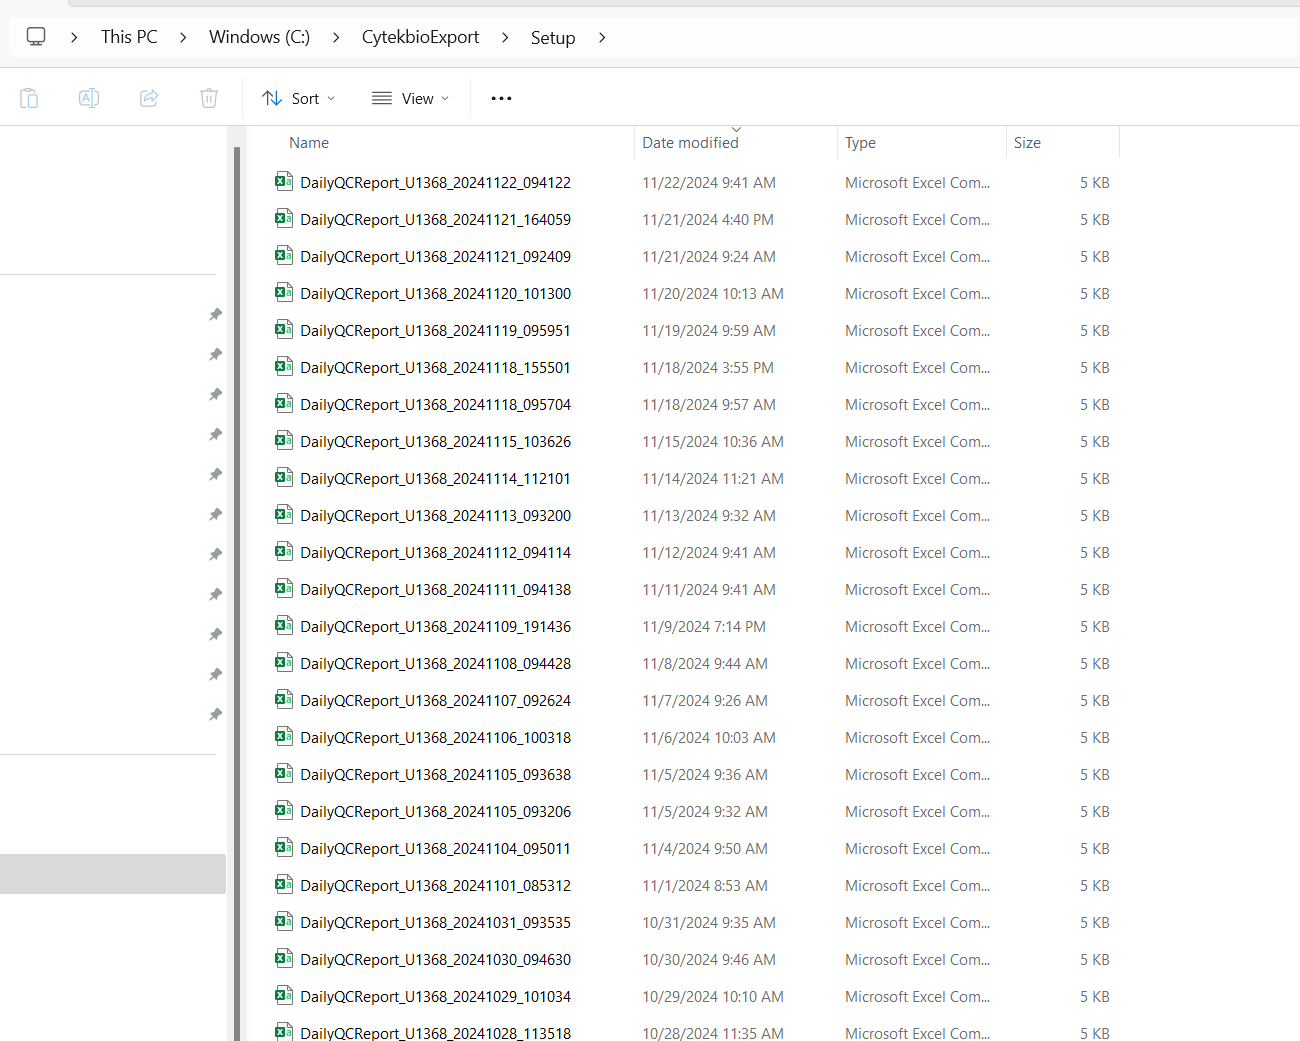 This PC > Windows (C:) > CytekbioExport > Setup >
Sort View ...
Name Date modified Type Size
DailyQCReport_U1368_20241122_094122 11/22/2024 9:41 AM Microsoft Excel Com... 5 KB
DailyQCReport_U1368_20241121_164059 11/21/2024 4:40 PM Microsoft Excel Com... 5 KB
DailyQCReport_U1368_20241121_092409 11/21/2024 9:24 AM Microsoft Excel Com... 5 KB
DailyQCReport_U1368_20241120_101300 11/20/2024 10:13 AM Microsoft Excel Com... 5 KB
DailyQCReport_U1368_20241119_095951 11/19/2024 9:59 AM Microsoft Excel Com... 5 KB
DailyQCReport_U1368_20241118_155501 11/18/2024 3:55 PM Microsoft Excel Com... 5 KB
DailyQCReport_U1368_20241118_095704 11/18/2024 9:57 AM Microsoft Excel Com... 5 KB
DailyQCReport_U1368_20241115_103626 11/15/2024 10:36 AM Microsoft Excel Com... 5 KB
DailyQCReport_U1368_20241114_112101 11/14/2024 11:21 AM Microsoft Excel Com... 5 KB
DailyQCReport_U1368_20241113_093200 11/13/2024 9:32 AM Microsoft Excel Com... 5 KB
DailyQCReport_U1368_20241112_094114 11/12/2024 9:41 AM Microsoft Excel Com... 5 KB
DailyQCReport_U1368_20241111_094138 11/11/2024 9:41 AM Microsoft Excel Com... 5 KB
DailyQCReport_U1368_20241109_191436 11/9/2024 7:14 PM Microsoft Excel Com... 5 KB
DailyQCReport_U1368_20241108_094428 11/8/2024 9:44 AM Microsoft Excel Com... 5 KB
DailyQCReport_U1368_20241107_092624 11/7/2024 9:26 AM Microsoft Excel Com... 5 KB
DailyQCReport_U1368_20241106_100318 11/6/2024 10:03 AM Microsoft Excel Com... 5 KB
DailyQCReport_U1368_20241105_093638 11/5/2024 9:36 AM Microsoft Excel Com... 5 KB
DailyQCReport_U1368_20241105_093206 11/5/2024 9:32 AM Microsoft Excel Com... 5 KB
DailyQCReport_U1368_20241104_095011 11/4/2024 9:50 AM Microsoft Excel Com... 5 KB
DailyQCReport_U1368_20241101_085312 11/1/2024 8:53 AM Microsoft Excel Com... 5 KB
DailyQCReport_U1368_20241031_093535 10/31/2024 9:35 AM Microsoft Excel Com... 5 KB
DailyQCReport_U1368_20241030_094630 10/30/2024 9:46 AM Microsoft Excel Com... 5 KB
DailyQCReport_U1368_20241029_101034 10/29/2024 10:10 AM Microsoft Excel Com... 5 KB
DailyQCReport_U1368_20241028_113518 10/28/2024 11:35 AM Microsoft Excel Com... 5 KB